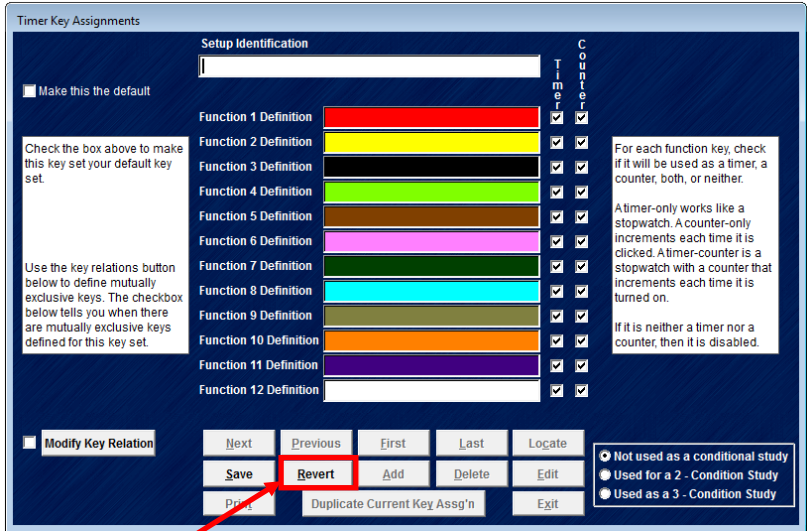 Timer Key Assignments
Setup Identification
Timer
Counter
Make this the default
Function 1 Definition
Function 2 Definition
Function 3 Definition
Function 4 Definition
Function 5 Definition
Function 6 Definition
Function 7 Definition
Function 8 Definition
Function 9 Definition
Function 10 Definition
Function 11 Definition
Function 12 Definition
Check the box above to make
this key set your default key
set.
Use the key relations button
below to define mutually
exclusive keys. The checkbox
below tells you when there
are mutually exclusive keys
defined for this key set.
For each function key, check
if it will be used as a timer, a
counter, both, or neither.
A timer-only works like a
stopwatch. A counter-only
increments each time it is
clicked. A timer-counter is a
stopwatch with a counter that
increments each time it is
turned on.
If it is neither a timer nor a
counter, then it is disabled.
Modify Key Relation
Next Previous First Last Locate
Save Revert Add Delete Edit
Print Duplicate Current Key Assg'n Exit
Not used as a conditional study
Used for a 2 - Condition Study
Used as a 3 - Condition Study